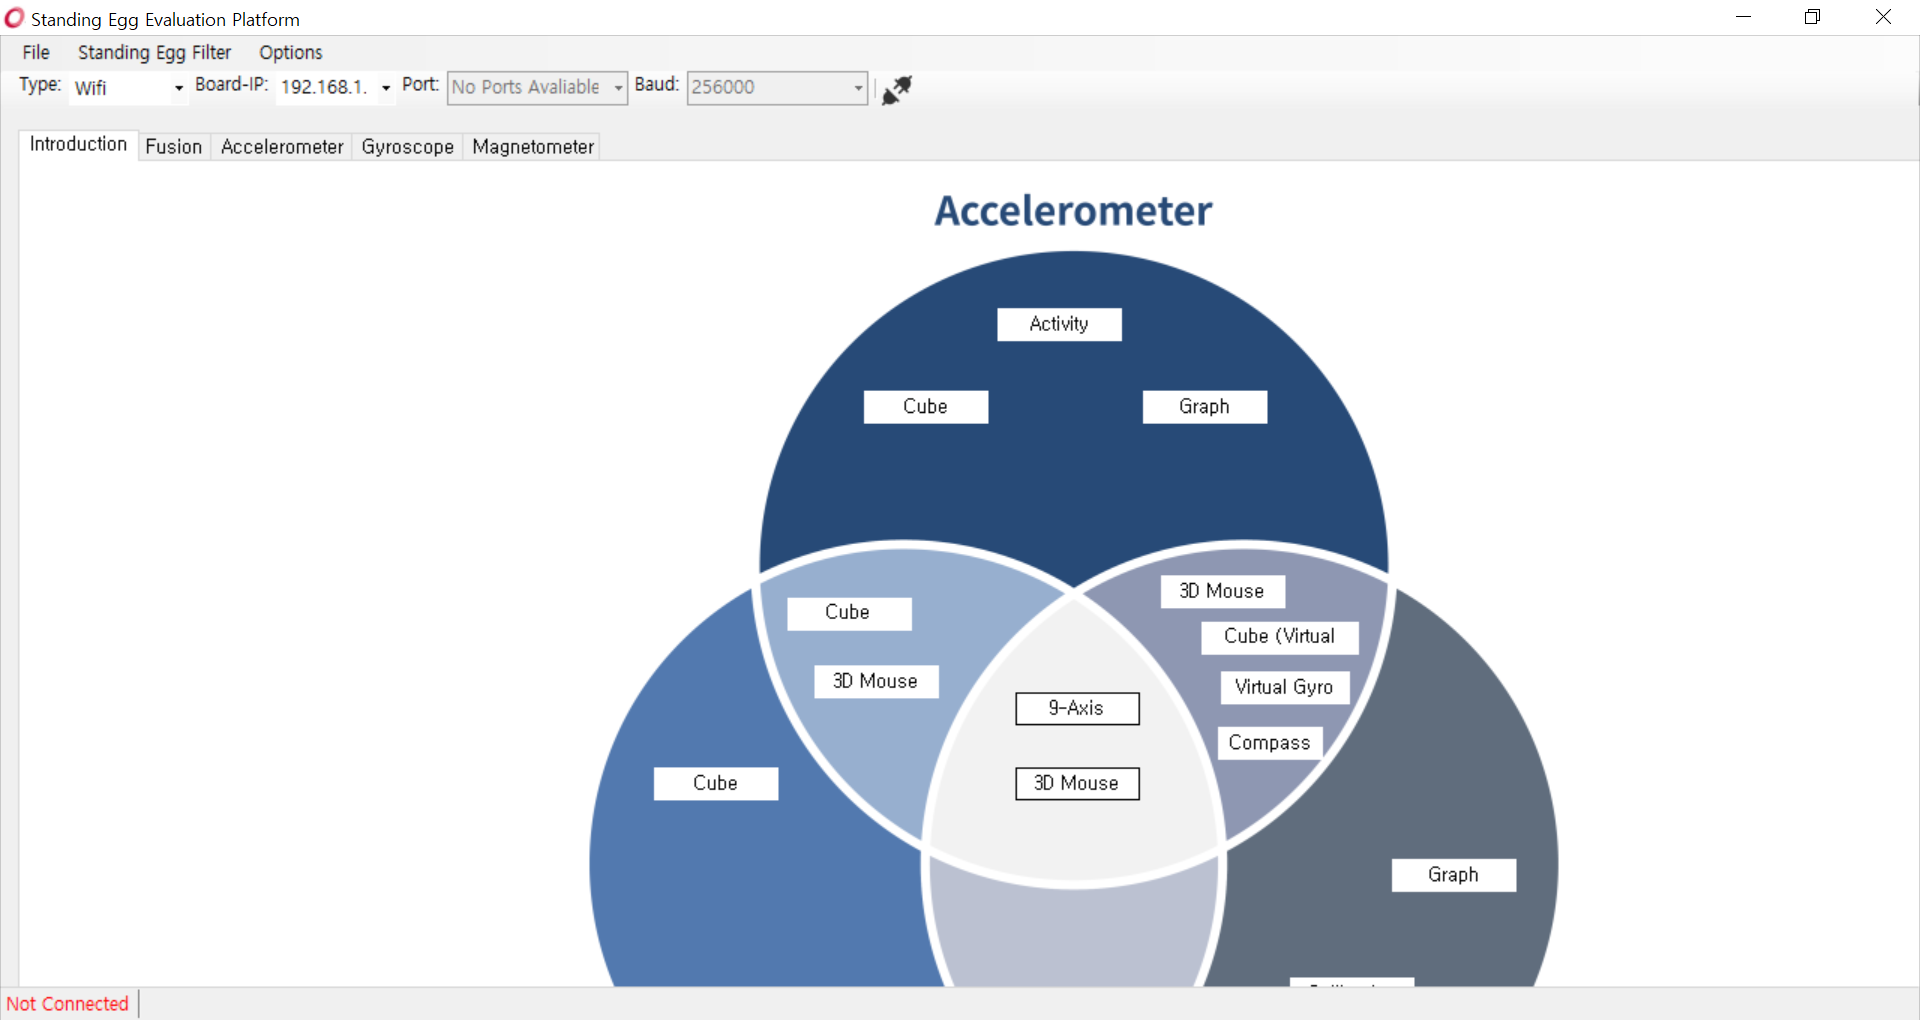 Standing Egg Evaluation Platform
File Standing Egg Filter Options
Type: Wifi Board-IP: 192.168.1. Port: No Ports Avaliable Baud: 256000
Introduction Fusion Accelerometer Gyroscope Magnetometer
Accelerometer
Activity
Cube Graph
3D Mouse
Cube
Cube (Virtual
3D Mouse
Virtual Gyro
9-Axis
Compass
Cube
3D Mouse
Graph
Not Connected